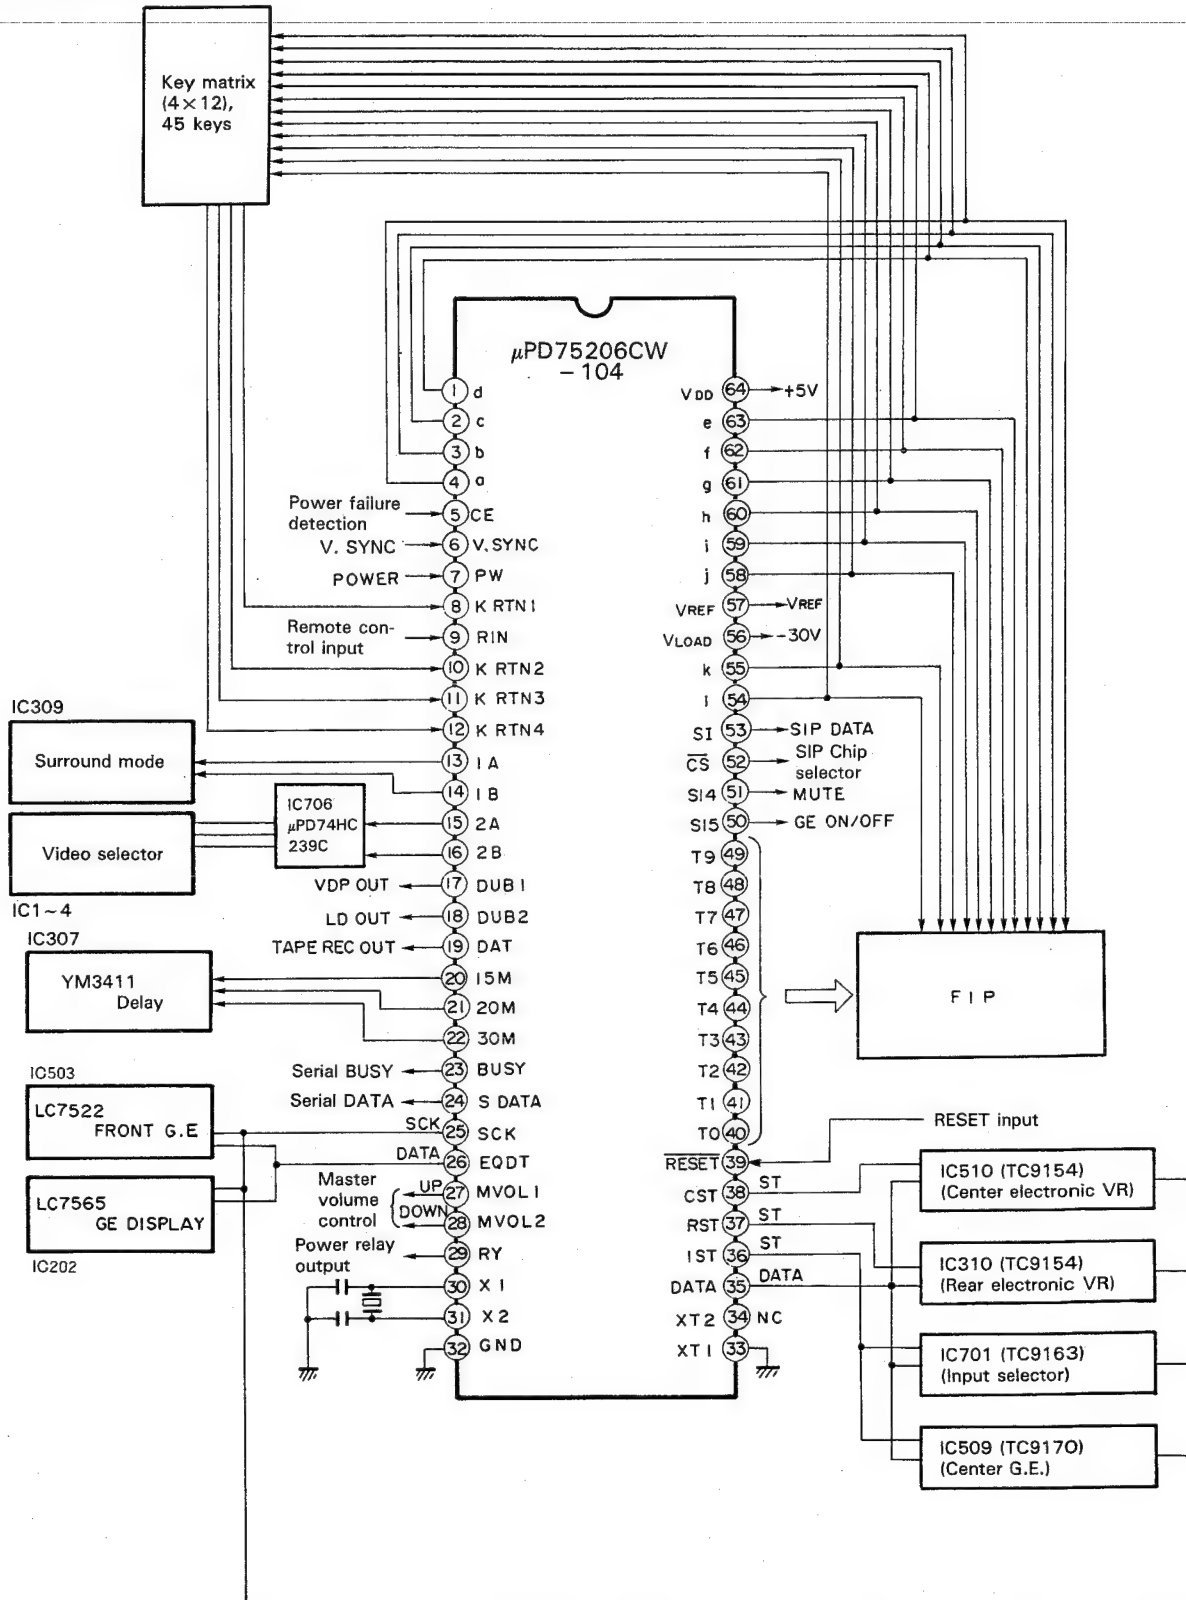 Key matrix
(4×12),
45 keys
μPD75206CW
-104
1 d
2 c
3 b
4 a
Power failure
detection
5 CE
V. SYNC 6 V.SYNC
POWER 7 PW
8 K RTN1
Remote con-
trol input
9 RIN
10 K RTN2
11 K RTN3
12 K RTN4
IC309
Surround mode
13 1A
14 1B
IC706
μPD74HC
239C
15 2A
16 2B
Video selector
IC1~4
VDP OUT 17 DUB1
LD OUT 18 DUB2
TAPE REC OUT 19 DAT
IC307
YM3411
Delay
20 15M
21 20M
22 30M
Serial BUSY 23 BUSY
Serial DATA 24 S DATA
IC503
LC7522
FRONT G.E
SCK 25 SCK
DATA 26 EQDT
LC7565
GE DISPLAY
IC202
Master
volume
control
UP 27 MVOL1
DOWN 28 MVOL2
Power relay
output
29 RY
30 X1
31 X2
32 GND
VDD 64 +5V
e 63
f 62
g 61
h 60
i 59
j 58
VREF 57 VREF
VLOAD 56 -30V
k 55
l 54
SI 53 SIP DATA
CS 52 SIP Chip
selector
S14 51 MUTE
S15 50 GE ON/OFF
T9 49
T8 48
T7 47
T6 46
T5 45
T4 44
T3 43
T2 42
T1 41
T0 40
FIP
RESET 39 RESET input
CST 38 ST
RST 37 ST
IST 36 ST
DATA 35 DATA
XT2 34 NC
XT1 33
IC510 (TC9154)
(Center electronic VR)
IC310 (TC9154)
(Rear electronic VR)
IC701 (TC9163)
(Input selector)
IC509 (TC9170)
(Center G.E.)